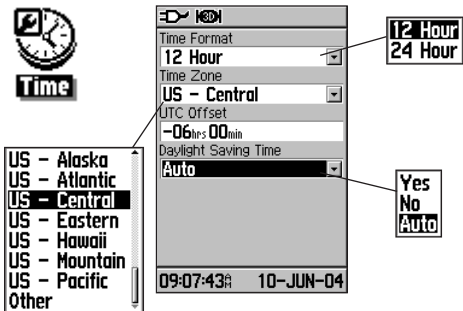 Time
Time Format
12 Hour
Time Zone
US - Central
UTC Offset
-06hrs 00min
Daylight Saving Time
Auto
09:07:43AM 10-JUN-04
12 Hour
24 Hour
US - Alaska
US - Atlantic
US - Central
US - Eastern
US - Hawaii
US - Mountain
US - Pacific
Other
Yes
No
Auto